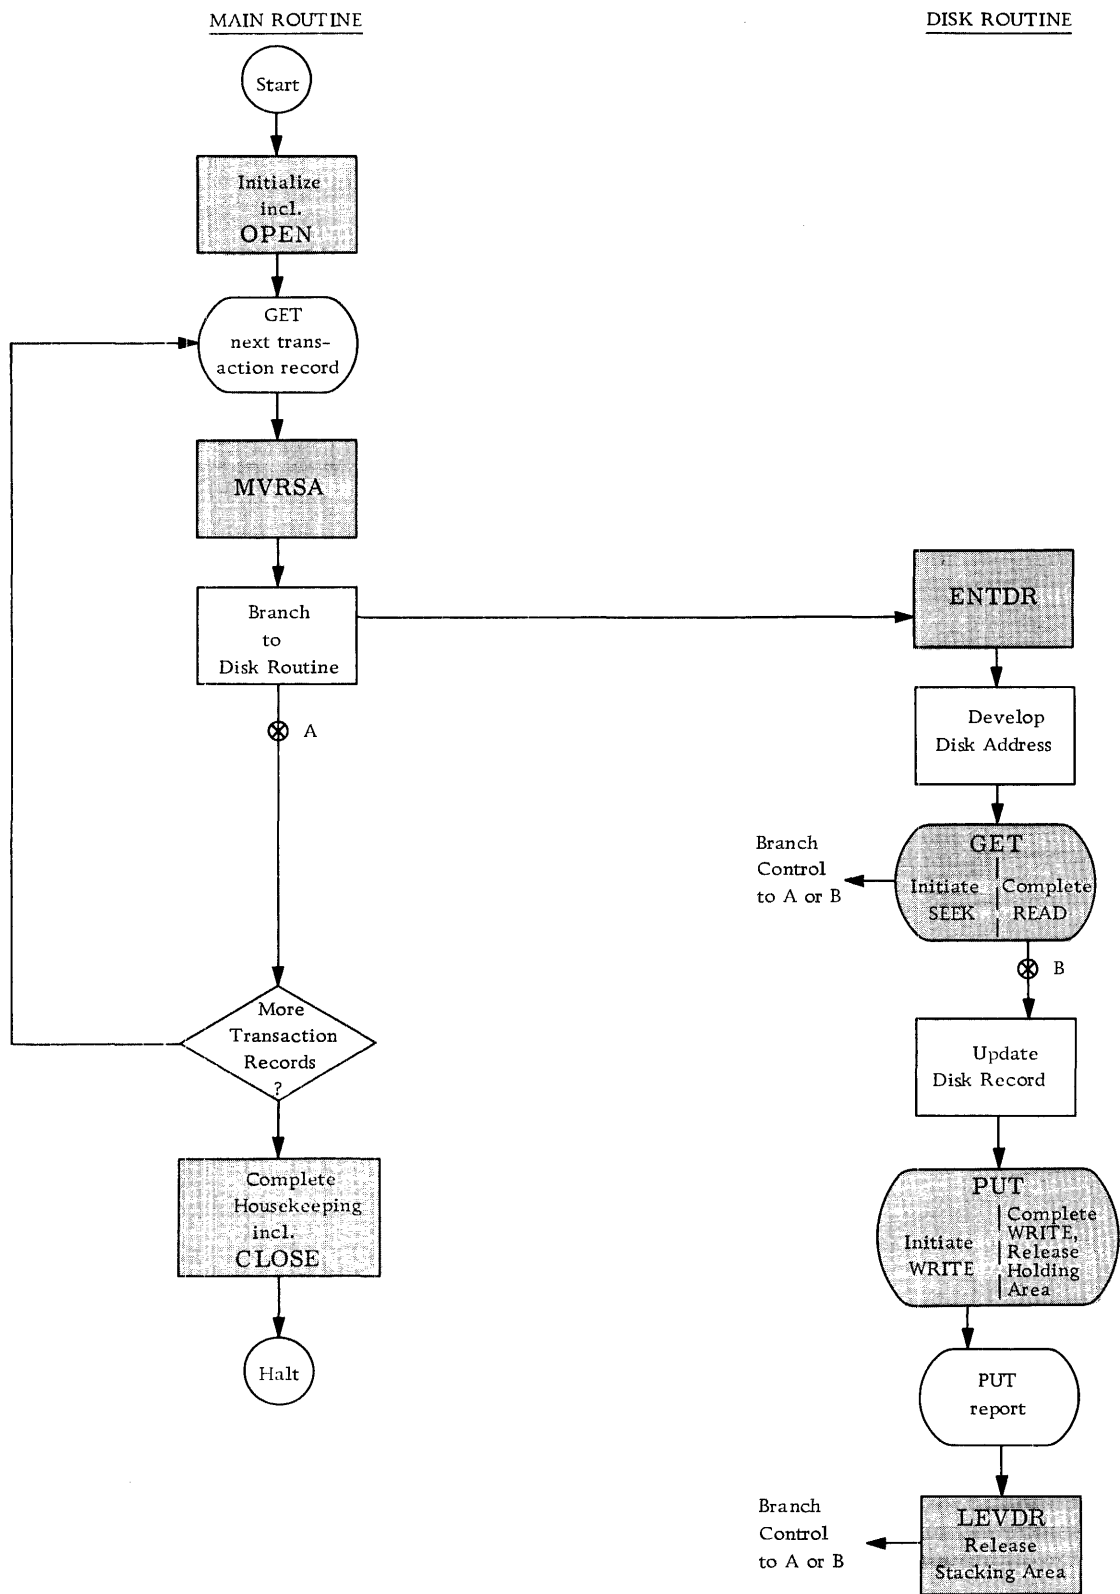 MAIN ROUTINE
Start
Initialize
incl.
OPEN
GET
next trans-
action record
MVRSA
Branch
to
Disk Routine
A
More
Transaction
Records
?
Complete
Housekeeping
incl.
CLOSE
Halt
DISK ROUTINE
ENTDR
Develop
Disk Address
GET
Initiate
SEEK
Complete
READ
Branch
Control
to A or B
B
Update
Disk Record
PUT
Initiate
WRITE
Complete
WRITE,
Release
Holding
Area
PUT
report
LEVDR
Release
Stacking Area
Branch
Control
to A or B